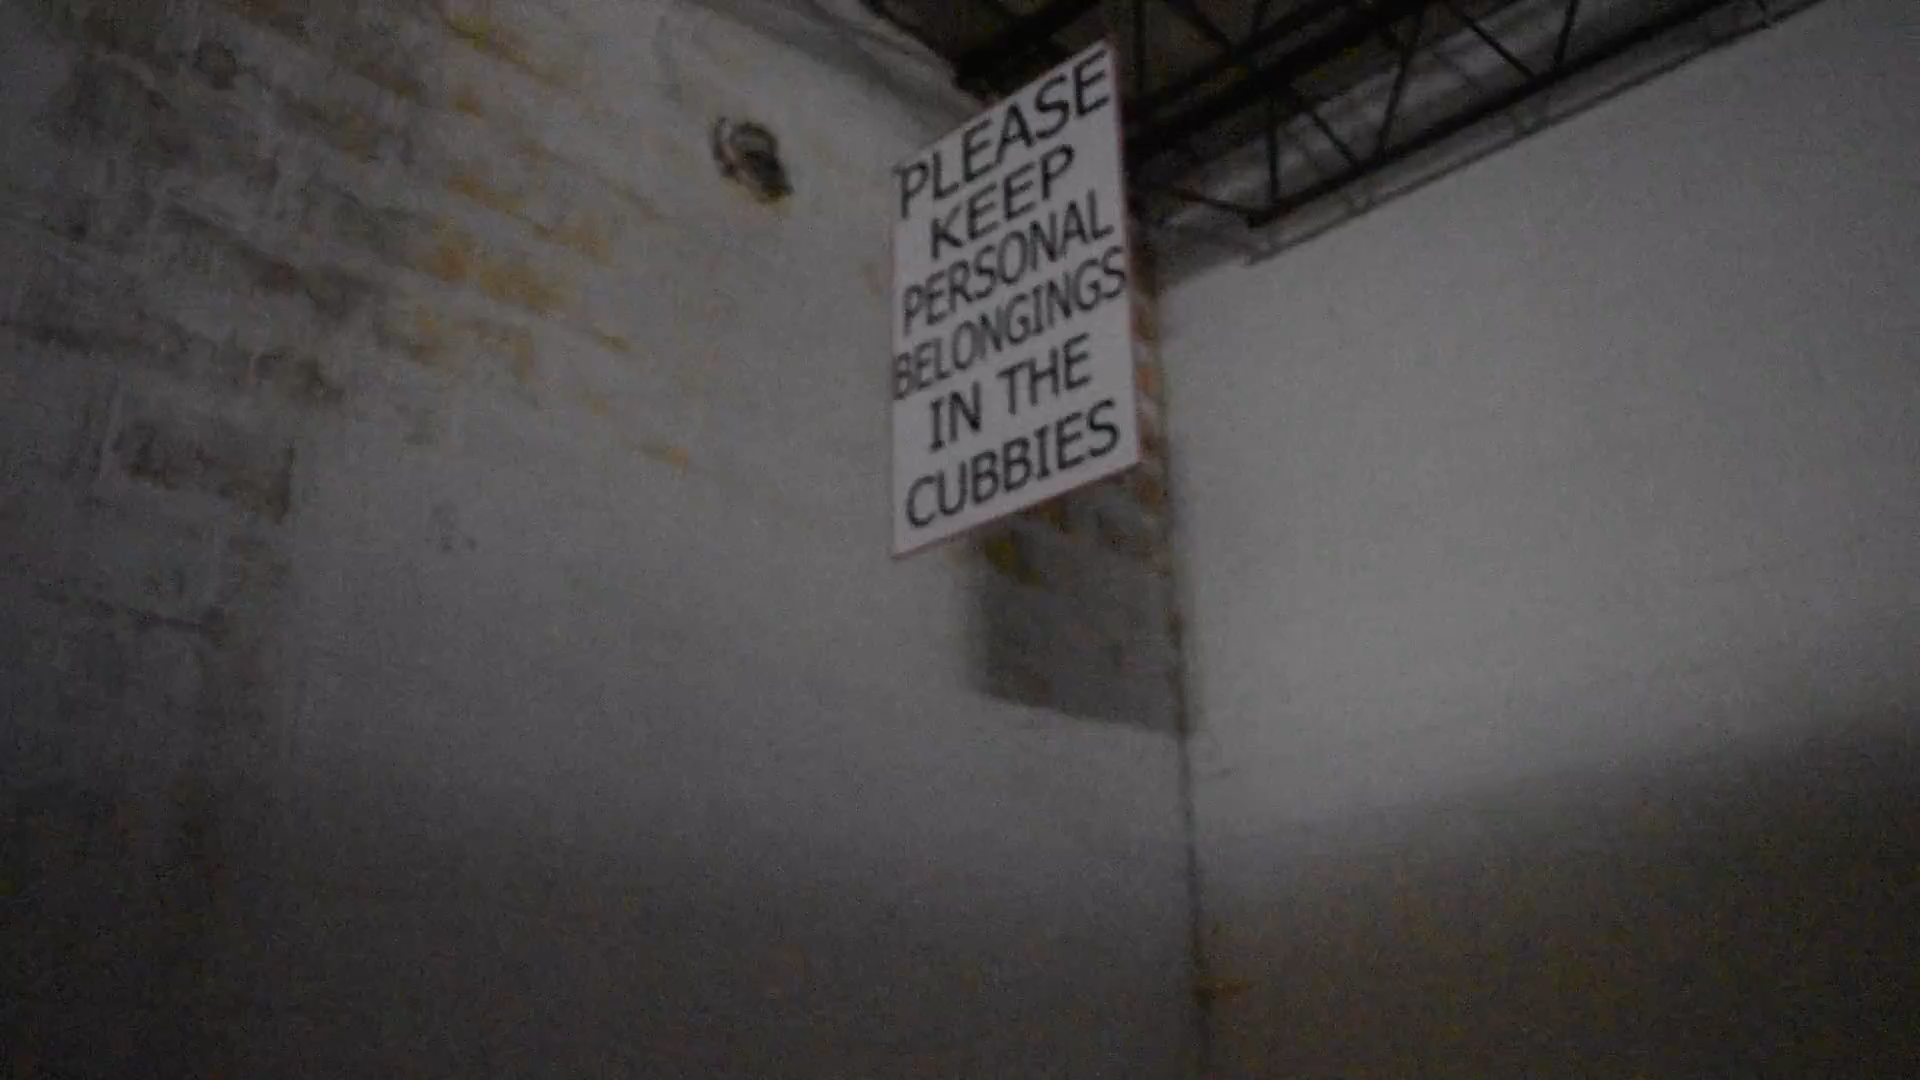 PLEASE
KEEP
PERSONAL
BELONGINGS
IN THE
CUBBIES